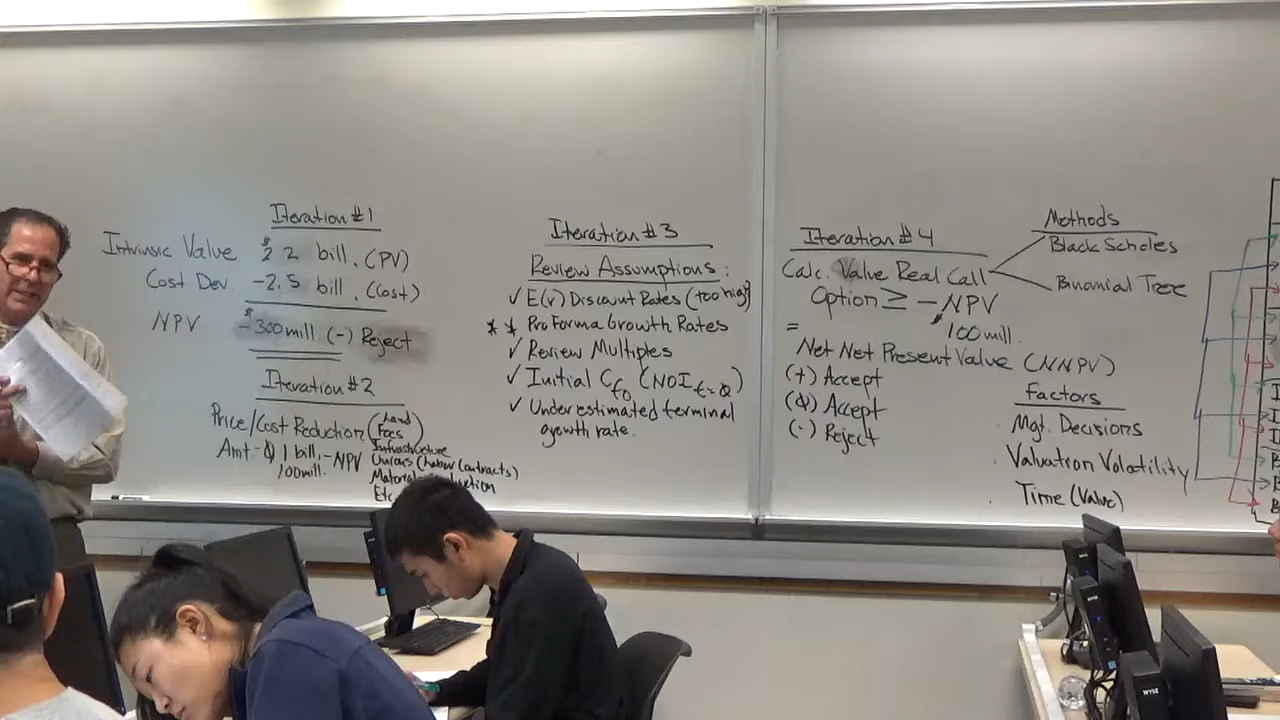 Iteration #1
Intrinsic Value $2.2 bill. (PV)
Cost Dev -2.5 bill. (Cost)
NPV -$300 mill. (-) Reject
Iteration #2
Price/Cost Reduction (Land
Fees)
Infrastructure
Amt - 1 bill, -NPV
100 mill.
Unions (Labor Contracts)
Etc
Iteration #3
Review Assumptions:
✓ E(r) Discount Rates (too high)
** Pro Forma Growth Rates
✓ Review Multiples
✓ Initial Cf0 (NOI t=0)
✓ Underestimated terminal
growth rate.
Iteration #4
Calc. Value Real Call
Option ≥ -NPV
100 mill.
=
Net Net Present Value (NNPV)
(+) Accept
(0) Accept
(-) Reject
Methods
Black Scholes
Binomial Tree
Factors
Mgt. Decisions
Valuation Volatility
Time (Value)
WYSE